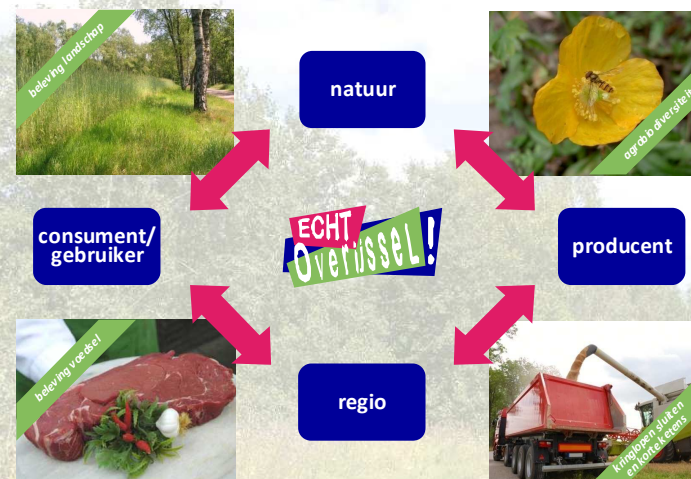 beleving landschap
natuur
agrobiodiversiteit
consument/
gebruiker
ECHT
Overijssel!
producent
beleving voedsel
regio
kringlopen sluiten
en korte ketens